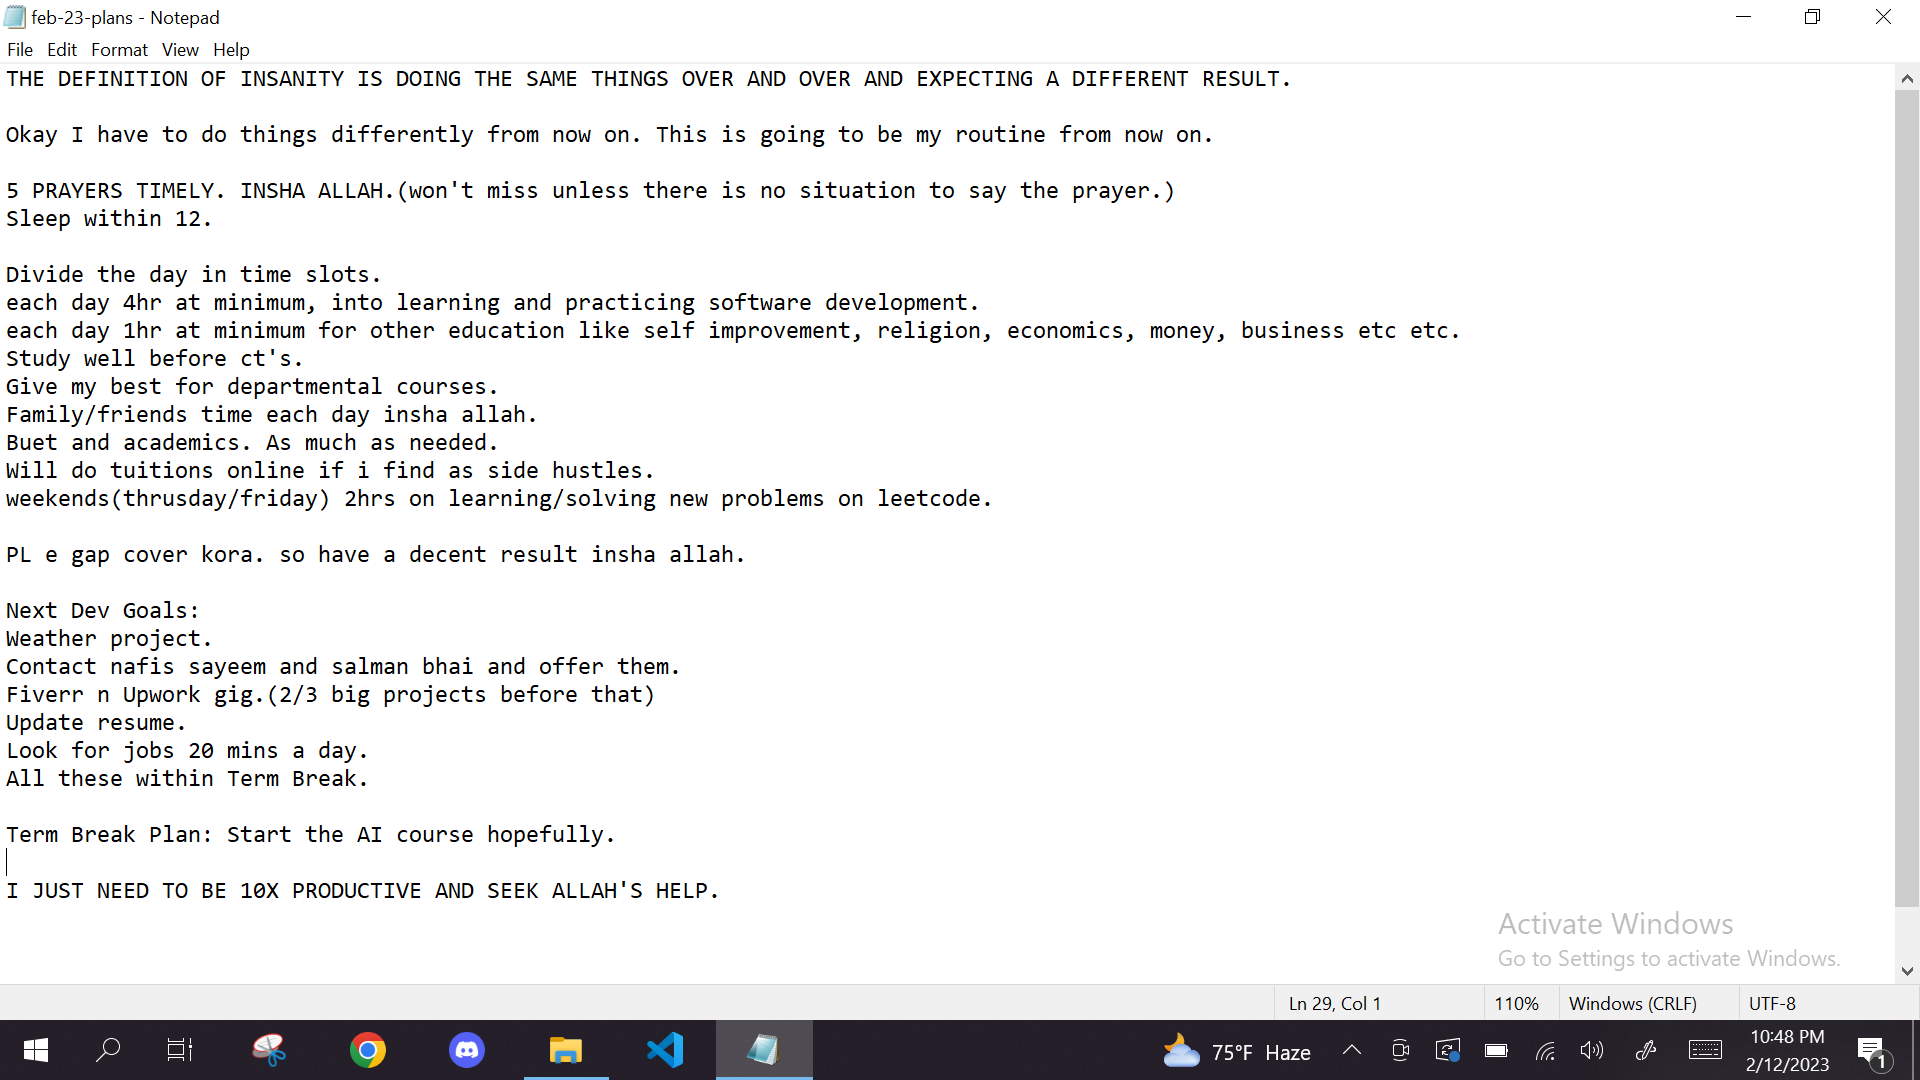 feb-23-plans - Notepad
File Edit Format View Help
THE DEFINITION OF INSANITY IS DOING THE SAME THINGS OVER AND OVER AND EXPECTING A DIFFERENT RESULT.
Okay I have to do things differently from now on. This is going to be my routine from now on.
5 PRAYERS TIMELY. INSHA ALLAH.(won't miss unless there is no situation to say the prayer.)
Sleep within 12.
Divide the day in time slots.
each day 4hr at minimum, into learning and practicing software development.
each day 1hr at minimum for other education like self improvement, religion, economics, money, business etc etc.
Study well before ct's.
Give my best for departmental courses.
Family/friends time each day insha allah.
Buet and academics. As much as needed.
Will do tuitions online if i find as side hustles.
weekends(thrusday/friday) 2hrs on learning/solving new problems on leetcode.
PL e gap cover kora. so have a decent result insha allah.
Next Dev Goals:
Weather project.
Contact nafis sayeem and salman bhai and offer them.
Fiverr n Upwork gig.(2/3 big projects before that)
Update resume.
Look for jobs 20 mins a day.
All these within Term Break.
Term Break Plan: Start the AI course hopefully.
I JUST NEED TO BE 10X PRODUCTIVE AND SEEK ALLAH'S HELP.
Activate Windows
Go to Settings to activate Windows.
Ln 29, Col 1 110% Windows (CRLF) UTF-8
75°F Haze
10:48 PM
2/12/2023
1